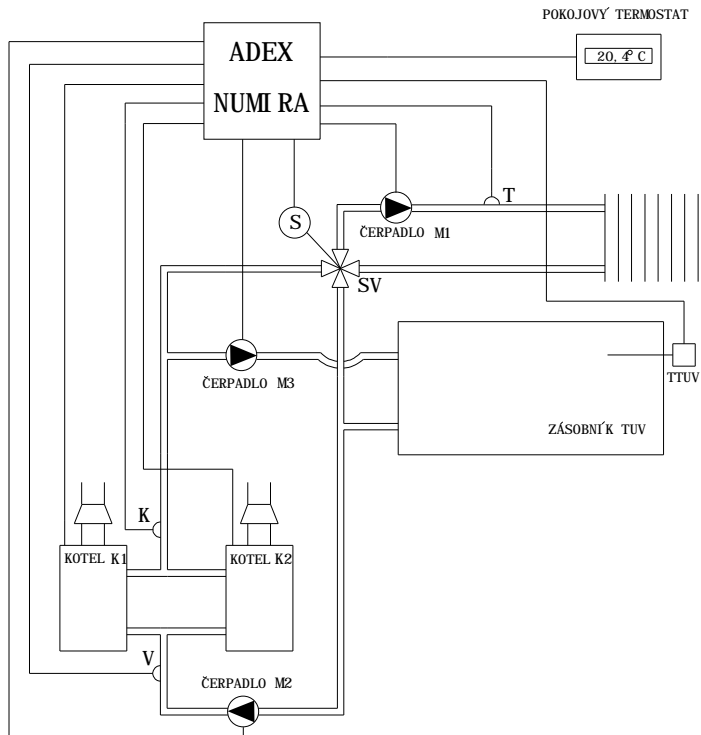 POKOJOVÝ TERMOSTAT
ADEX
NUMIRA
20,4°C
T
S
ČERPADLO M1
SV
ČERPADLO M3
TTUV
ZÁSOBNÍK TUV
K
KOTEL K1
KOTEL K2
V
ČERPADLO M2